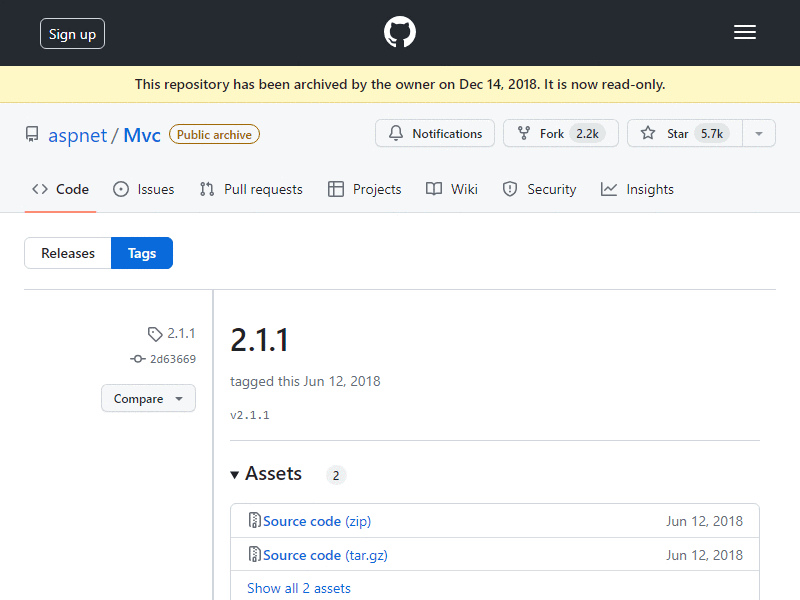 Sign up
This repository has been archived by the owner on Dec 14, 2018. It is now read-only.
aspnet / Mvc Public archive
Notifications Fork 2.2k Star 5.7k
Code Issues Pull requests Projects Wiki Security Insights
Releases Tags
2.1.1
2d63669
Compare
2.1.1
tagged this Jun 12, 2018
v2.1.1
Assets 2
Source code (zip) Jun 12, 2018
Source code (tar.gz) Jun 12, 2018
Show all 2 assets